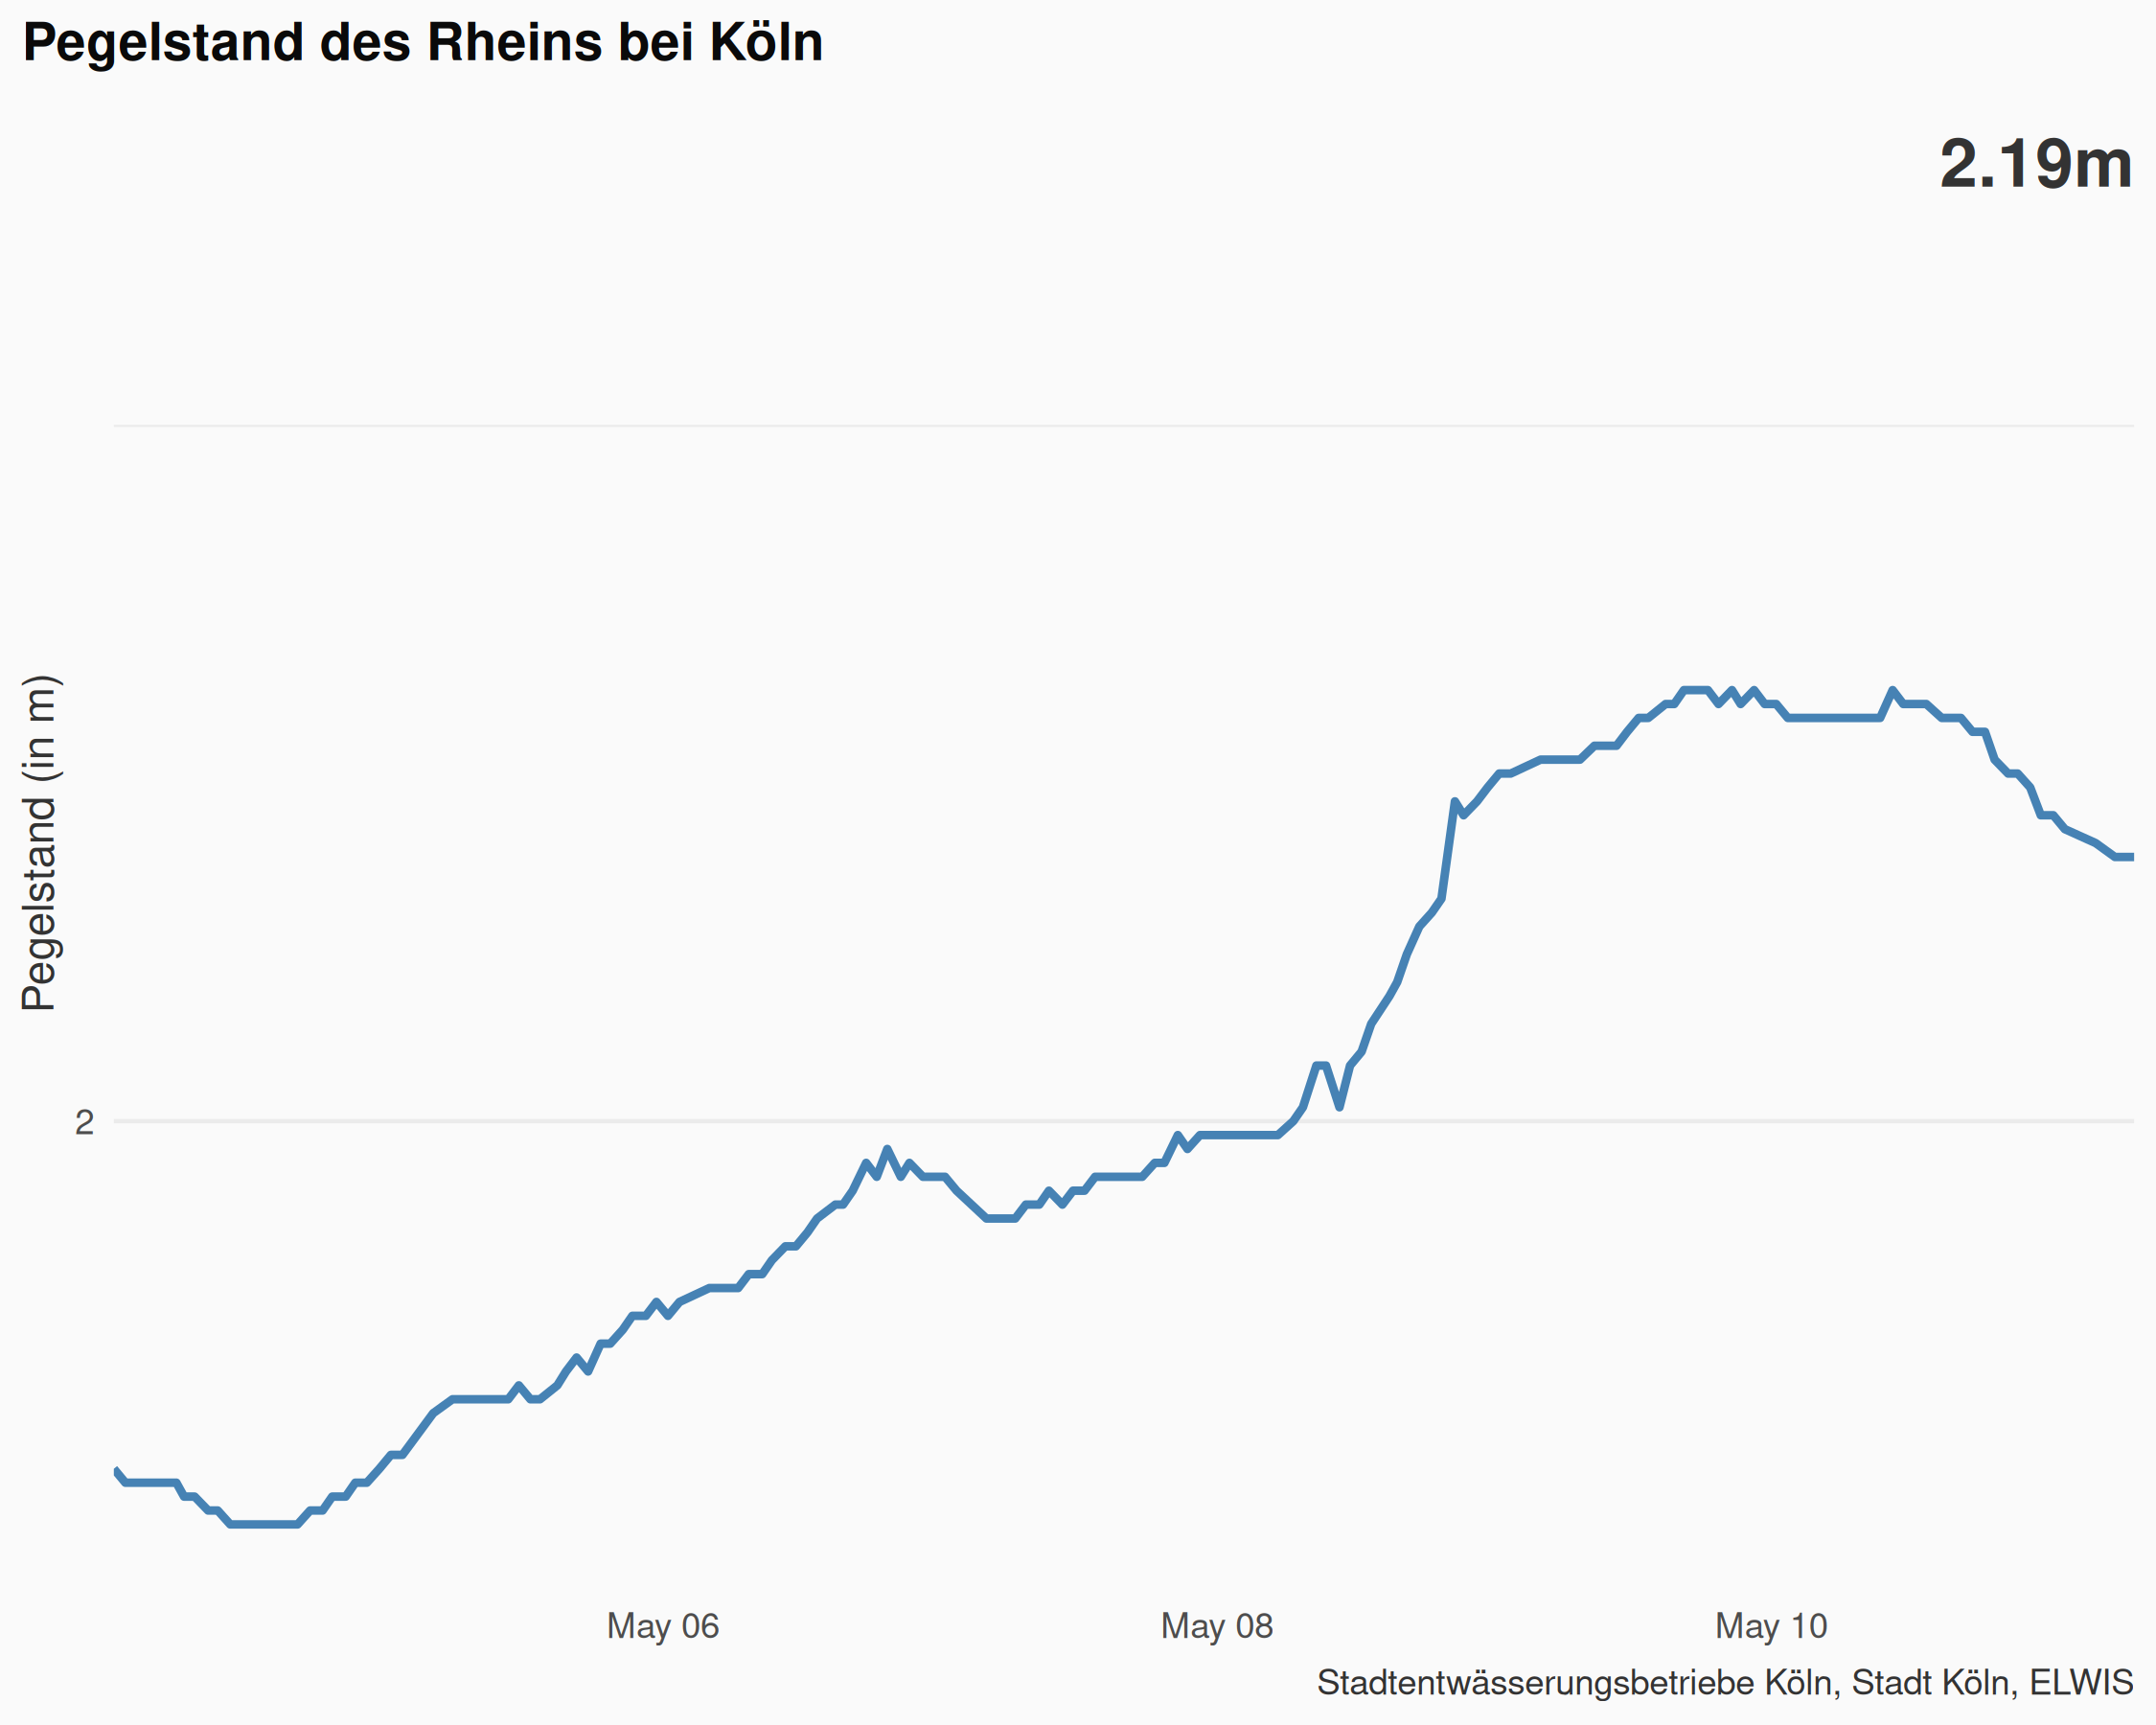 Pegelstand des Rheins bei Köln
2.19m
Pegelstand (in m)
2
May 06
May 08
May 10
Stadtentwässerungsbetriebe Köln, Stadt Köln, ELWIS